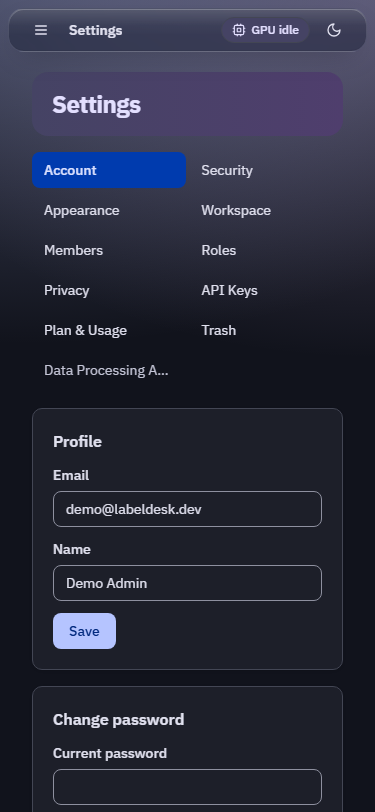 Settings
GPU idle
Settings
Account
Security
Appearance
Workspace
Members
Roles
Privacy
API Keys
Plan & Usage
Trash
Data Processing A...
Profile
Email
demo@labeldesk.dev
Name
Demo Admin
Save
Change password
Current password